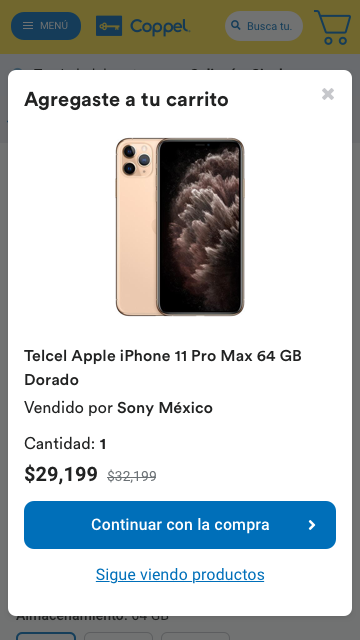 MENÚ
Coppel.
Busca tu.
Agregaste a tu carrito
Telcel Apple iPhone 11 Pro Max 64 GB
Dorado
Vendido por Sony México
Cantidad: 1
$29,199 $32,199
Continuar con la compra
Sigue viendo productos
Almacenamiento: 64 GB